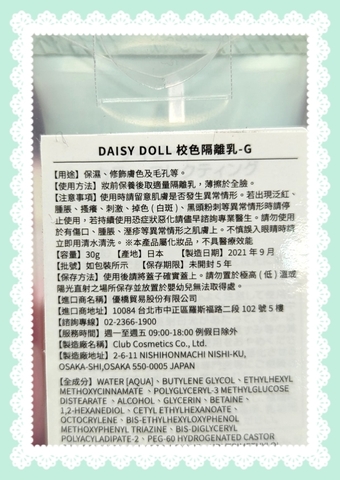 DAISY DOLL 校色隔離乳-G
【用途】保濕、修飾膚色及毛孔等。
【使用方法】妝前保養後取適量隔離乳，薄擦於全臉。
【注意事項】使用時請留意肌膚是否發生異常情形。若出現泛紅、
腫脹、搔癢、刺激、掉色(白斑)、黑頭粉刺等異常情形時請停
止使用，若持續使用恐症狀惡化請儘早諮詢專業醫生。請勿使用
於有傷口、腫脹、溼疹等異常情形之肌膚上。不慎誤入眼睛時請
立即用清水清洗。※本產品屬化妝品，不具醫療效能
【容量】30g 【產地】日本 【製造日期】2021年9月
【批號】如包裝所示 【保存期限】未開封5年
【保存方法】使用後請將蓋子確實蓋上。請勿置於極高(低)溫或
陽光直射之場所保存並放置於嬰幼兒無法取得處。
【進口商名稱】優橋貿易股份有限公司
【進口商地址】10084 台北市中正區羅斯福路二段102號5樓
【諮詢專線】02-2366-1900
【服務時間】週一至週五 09:00-18:00 例假日除外
【製造廠名稱】Club Cosmetics Co., Ltd.
【製造廠地址】2-6-11 NISHIHONMACHI NISHI-KU,
OSAKA-SHI,OSAKA 550-0005 JAPAN
【全成分】WATER [AQUA]、BUTYLENE GLYCOL、ETHYLHEXYL
METHOXYCINNAMATE、POLYGLYCERYL-3 METHYLGLUCOSE
DISTEARATE、ALCOHOL、GLYCERIN、BETAINE、
1,2-HEXANEDIOL、CETYL ETHYLHEXANOATE、
OCTOCRYLENE、BIS-ETHYLHEXYLOXYPHENOL
METHOXYPHENYL TRIAZINE、BIS-DIGLYCERYL
POLYACYLADIPATE-2、PEG-60 HYDROGENATED CASTOR